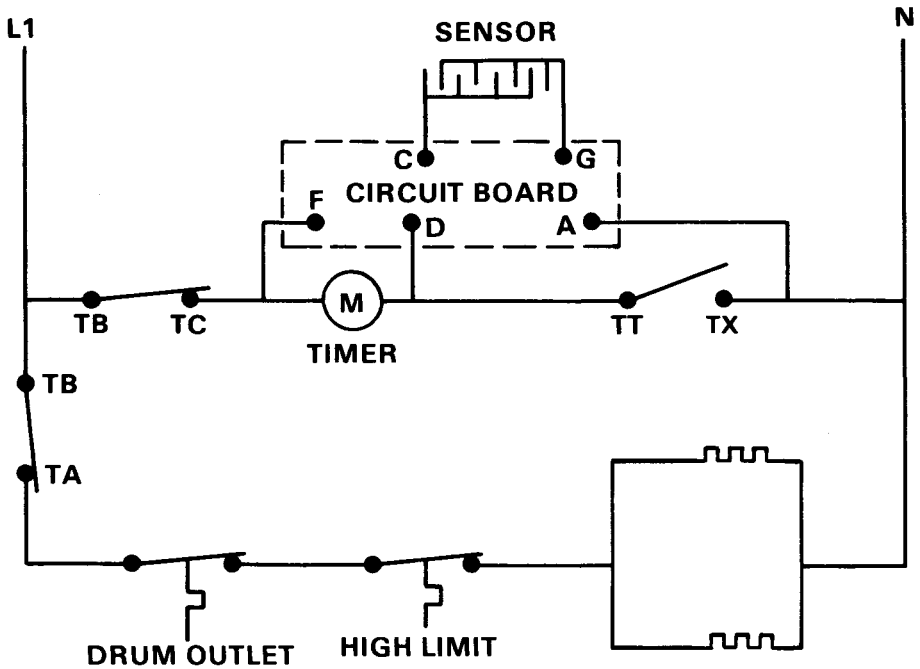 L1
N
SENSOR
C
G
CIRCUIT BOARD
F
D
A
M
TB
TC
TIMER
TT
TX
TB
TA
DRUM OUTLET
HIGH LIMIT